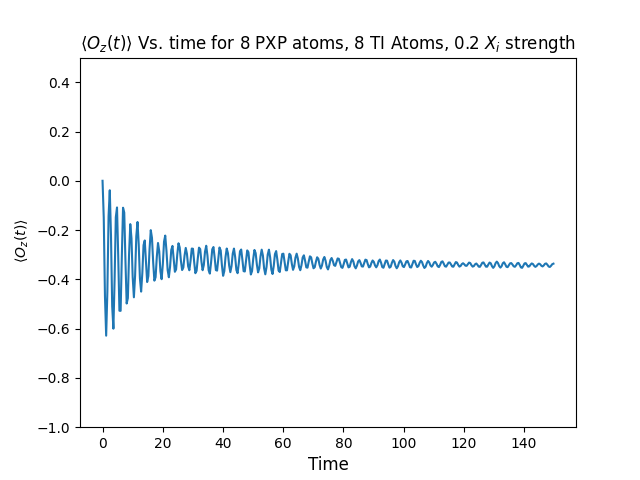 ⟨O_z(t)⟩ Vs. time for 8 PXP atoms, 8 TI Atoms, 0.2 X_i strength
0.4
0.2
0.0
−0.2
−0.4
−0.6
−0.8
−1.0
⟨O_z(t)⟩
0 20 40 60 80 100 120 140
Time